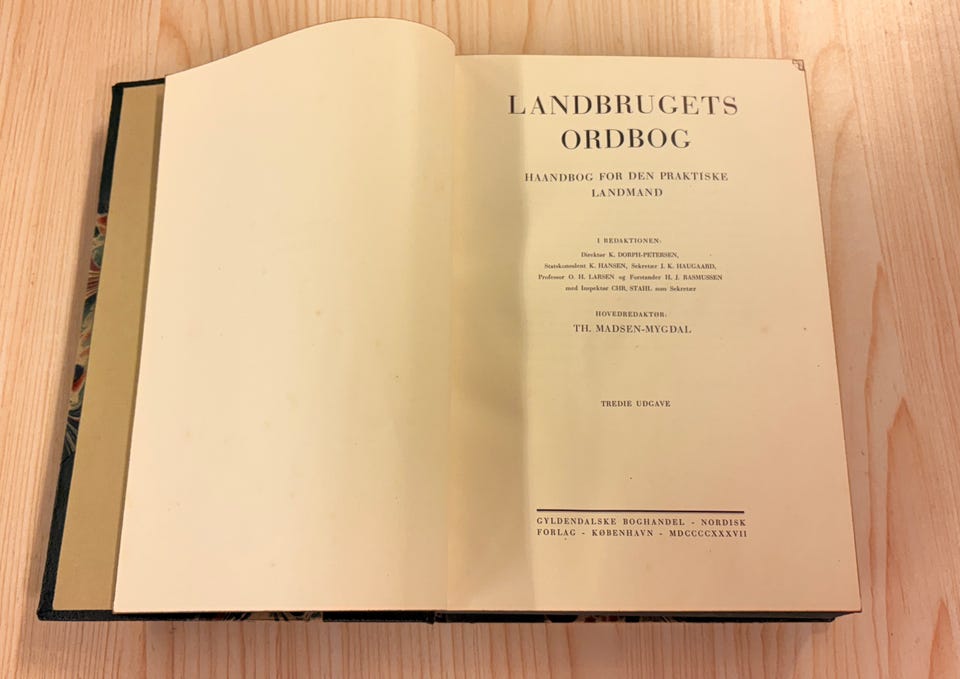 LANDBRUGETS
ORDBOG
HAANDBOG FOR DEN PRAKTISKE
LANDMAND
I REDAKTIONEN:
Direktør K. DORPH-PETERSEN,
Statskonsulent K. HANSEN, Sekretær J. K. HAUGAARD,
Professor O. H. LARSEN og Forstander H. J. RASMUSSEN
med Inspektør CHR. STAHL som Sekretær
HOVEDREDAKTØR:
TH. MADSEN-MYGDAL
TREDIE UDGAVE
GYLDENDALSKE BOGHANDEL - NORDISK
FORLAG - KØBENHAVN - MDCCCCXXXVII